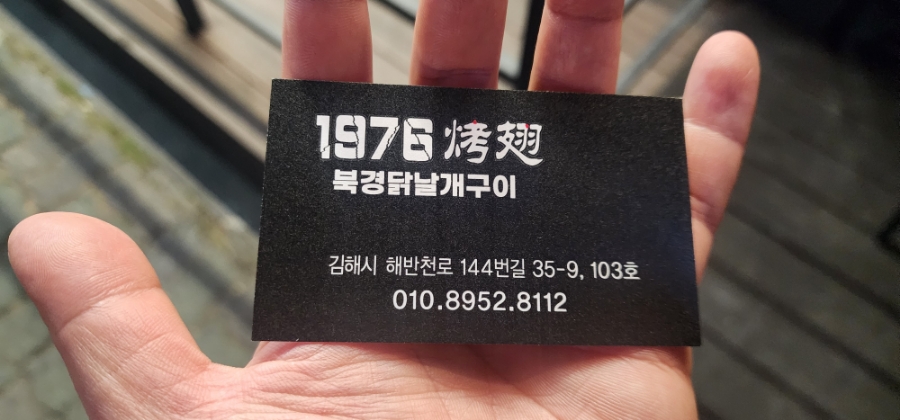 1976 烤翅
북경닭날개구이
김해시 해반천로 144번길 35-9, 103호
010.8952.8112